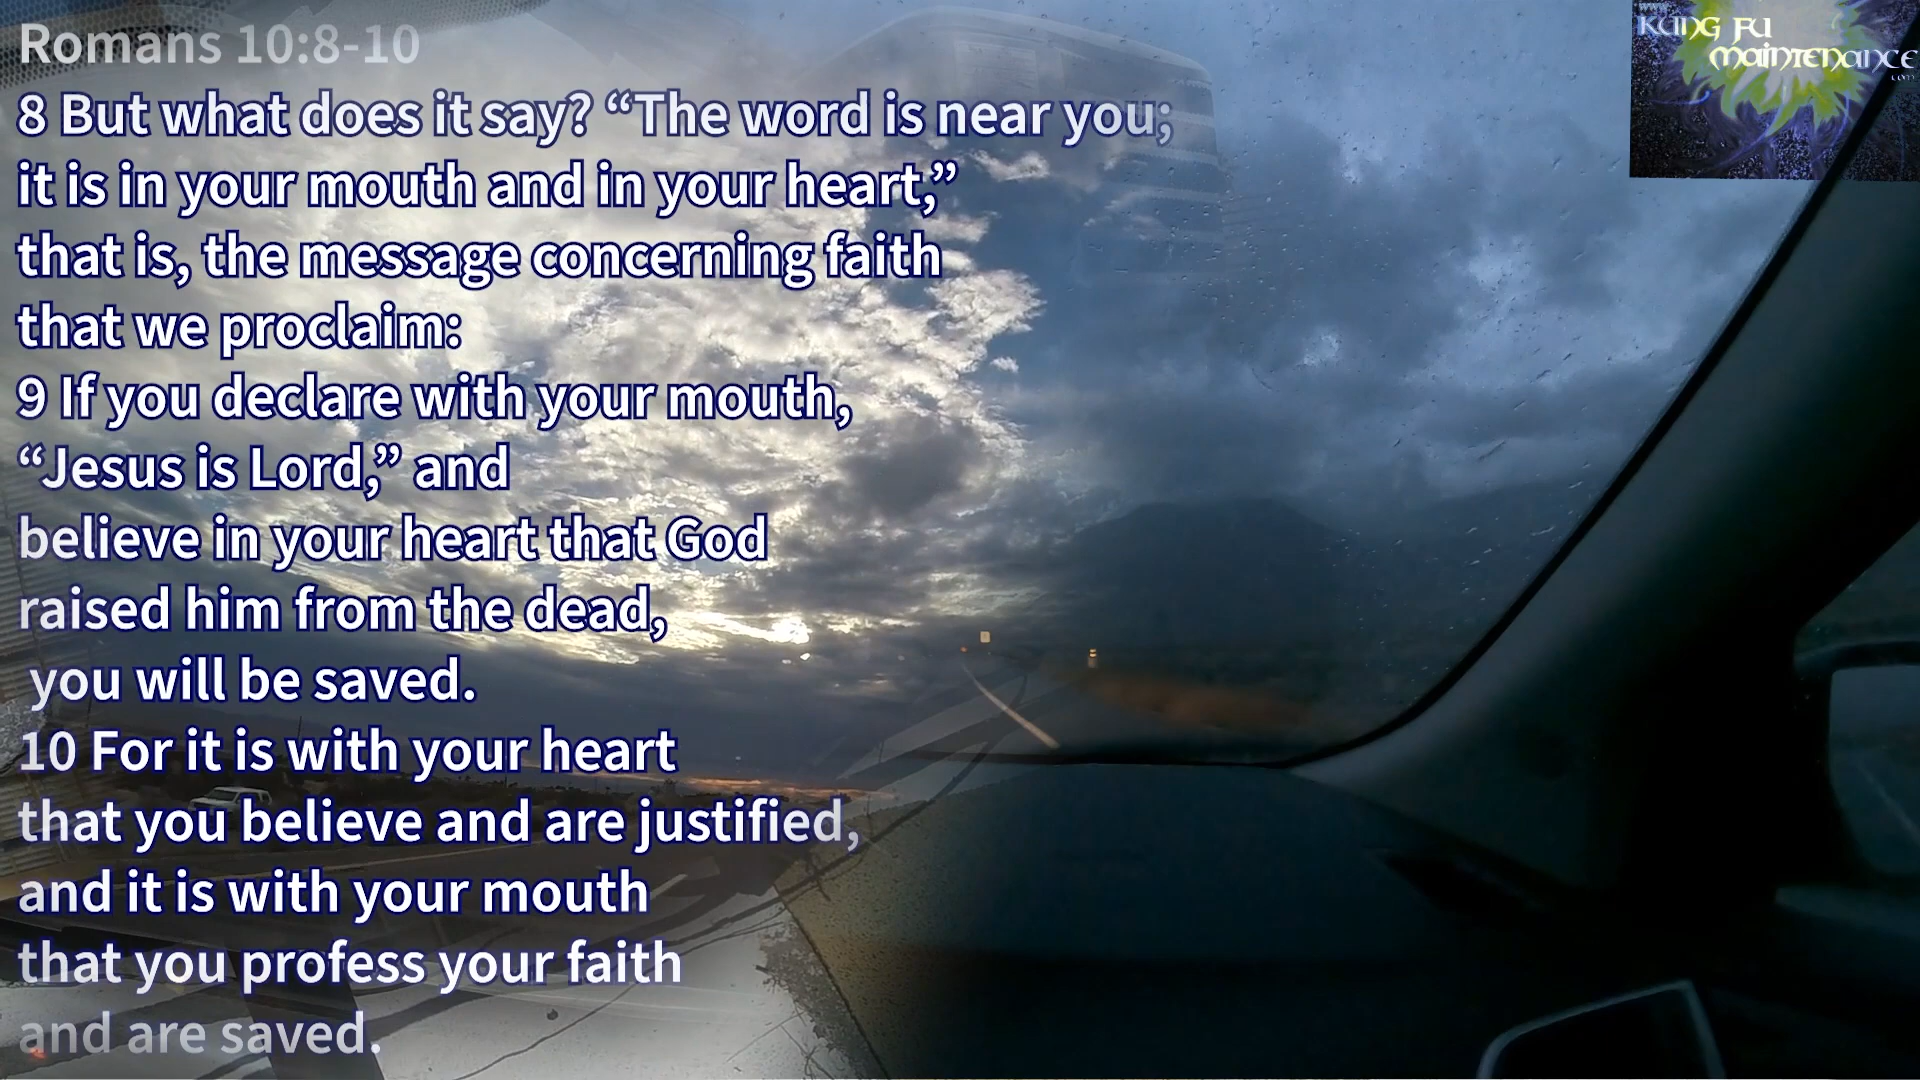 Romans 10:8-10
www.
KUNG FU
MAINTENANCE
.com
8 But what does it say? “The word is near you;
it is in your mouth and in your heart,”
that is, the message concerning faith
that we proclaim:
9 If you declare with your mouth,
“Jesus is Lord,” and
believe in your heart that God
raised him from the dead,
you will be saved.
10 For it is with your heart
that you believe and are justified,
and it is with your mouth
that you profess your faith
and are saved.